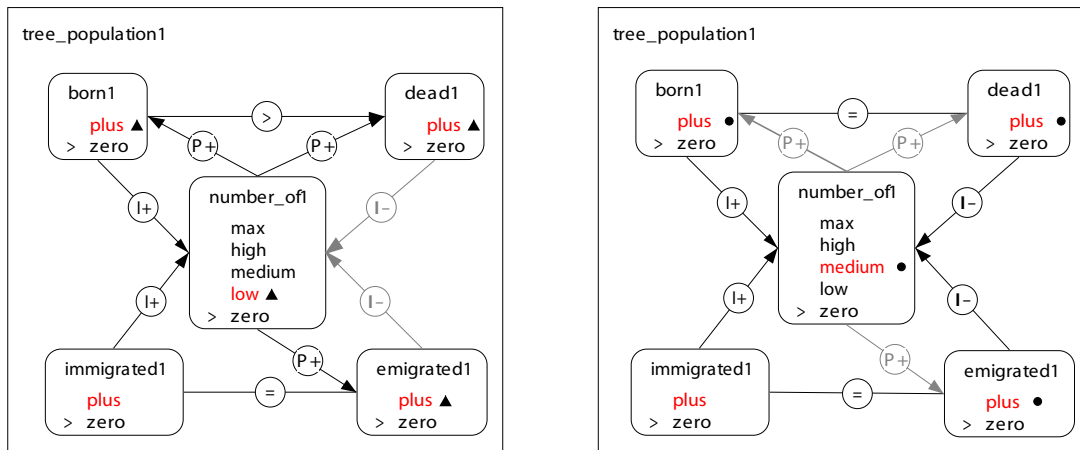 tree_population1
born1
plus ▲
> zero
>
dead1
plus ▲
> zero
P+
P+
I+
I-
number_of1
max
high
medium
low ▲
> zero
I+
I-
P+
immigrated1
plus
> zero
=
emigrated1
plus ▲
> zero
tree_population1
born1
plus ●
> zero
=
dead1
plus ●
> zero
P+
P+
I+
I-
number_of1
max
high
medium ●
low
> zero
I+
I-
P+
immigrated1
plus
> zero
=
emigrated1
plus ●
> zero